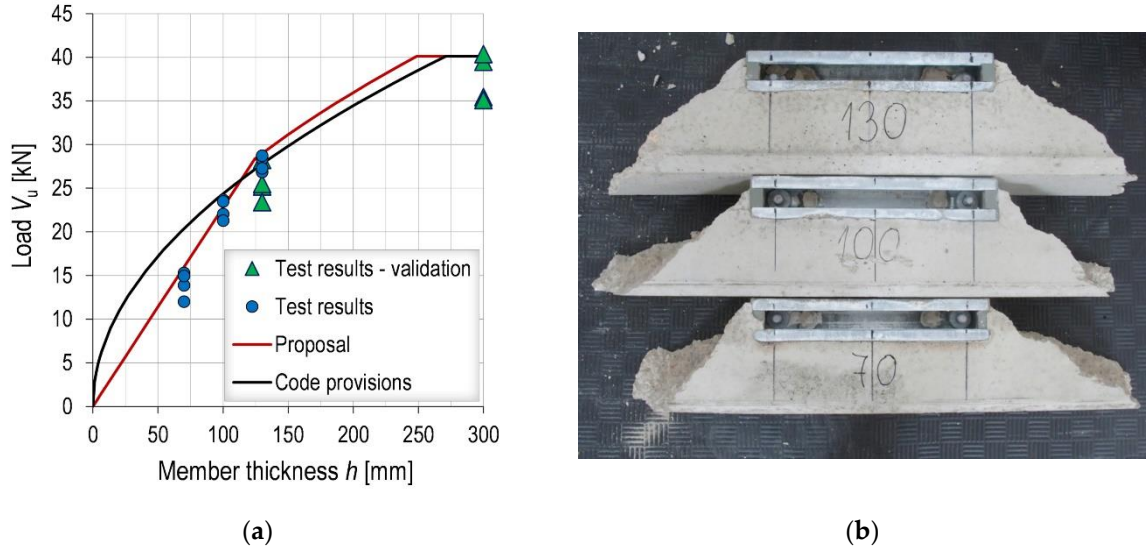 45
40
35
30
25
20
15
10
5
0
Load Vu [kN]
Test results - validation
Test results
Proposal
Code provisions
0 50 100 150 200 250 300
Member thickness h [mm]
(a)
130
100
70
(b)